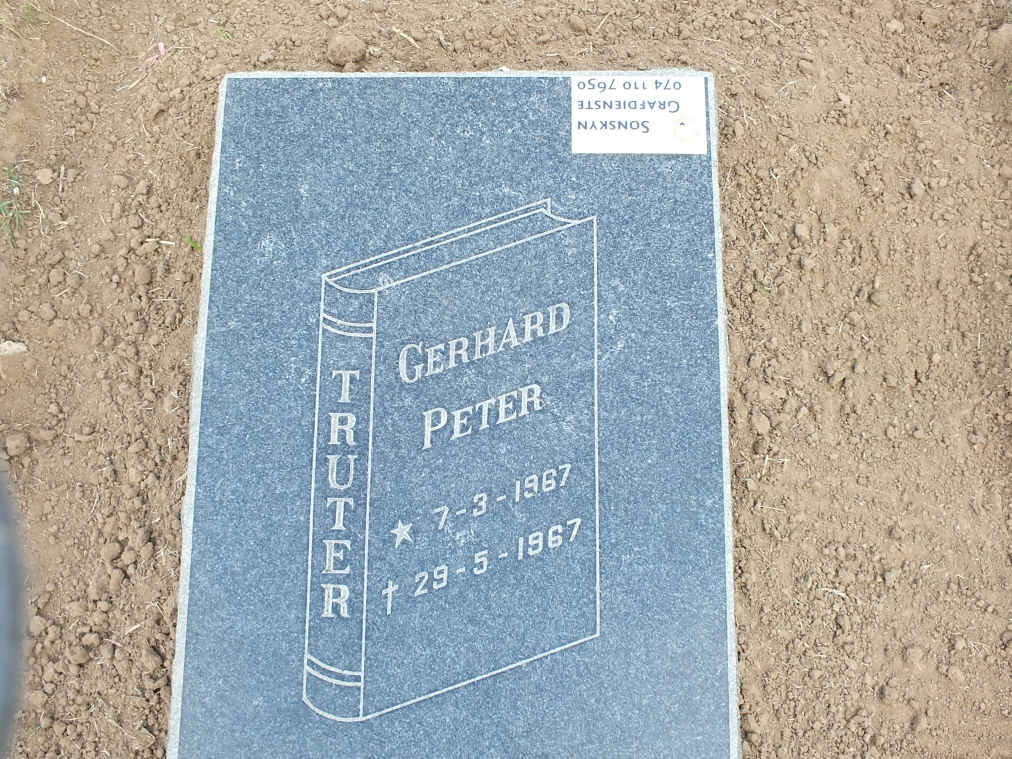 SONSKYN
GRAFDIENSTE
074 110 7650
TRUTER
GERHARD
PETER
★ 7-3-1967
† 29-5-1967